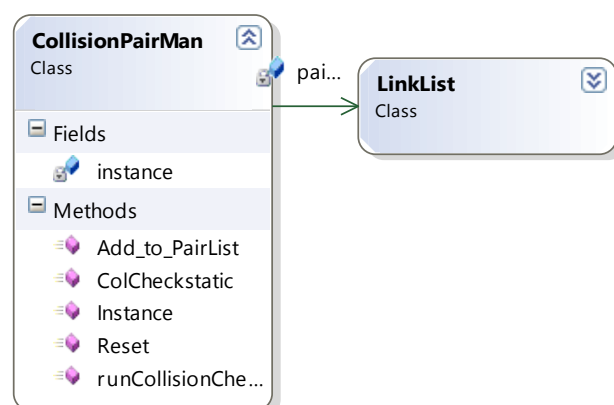 CollisionPairMan
Class
pai...
LinkList
Class
Fields
instance
Methods
Add_to_PairList
ColCheckstatic
Instance
Reset
runCollisionChe...